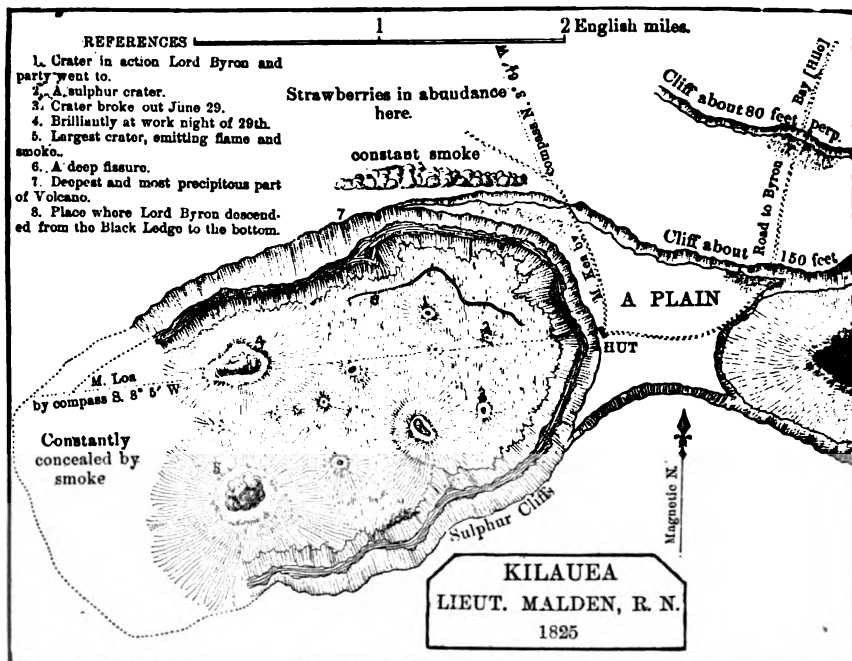 REFERENCES
1 2 English miles.
1. Crater in action Lord Byron and
party went to.
2. A sulphur crater.
3. Crater broke out June 29.
4. Brilliantly at work night of 29th.
5. Largest crater, emitting flame and
smoke.
6. A deep fissure.
7. Deepest and most precipitous part
of Volcano.
8. Place where Lord Byron descend-
ed from the Black Ledge to the bottom.
Strawberries in abundance
here.
constant smoke
M. Kea by compass N.
Cliff about 80 feet perp.
Road to Byron Bay [Hilo]
Cliff about 150 feet
A PLAIN
HUT
7
6
4
5
M. Loa
by compass S. 3° 5' W
Constantly
concealed by
smoke
Sulphur Cliffs
Magnetic N.
KILAUEA
LIEUT. MALDEN, R. N.
1825